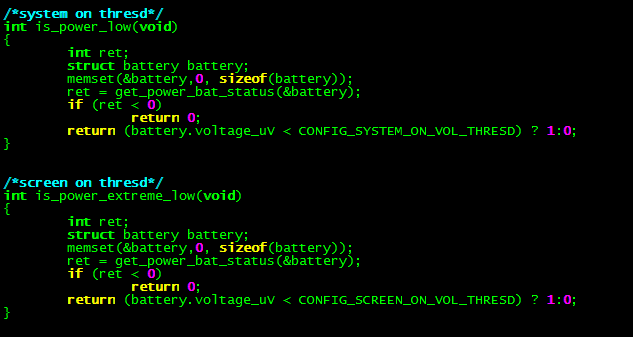 /*system on thresd*/
int is_power_low(void)
{
        int ret;
        struct battery battery;
        memset(&battery,0, sizeof(battery));
        ret = get_power_bat_status(&battery);
        if (ret < 0)
                return 0;
        return (battery.voltage_uV < CONFIG_SYSTEM_ON_VOL_THRESD) ? 1:0;
}
/*screen on thresd*/
int is_power_extreme_low(void)
{
        int ret;
        struct battery battery;
        memset(&battery,0, sizeof(battery));
        ret = get_power_bat_status(&battery);
        if (ret < 0)
                return 0;
        return (battery.voltage_uV < CONFIG_SCREEN_ON_VOL_THRESD) ? 1:0;
}